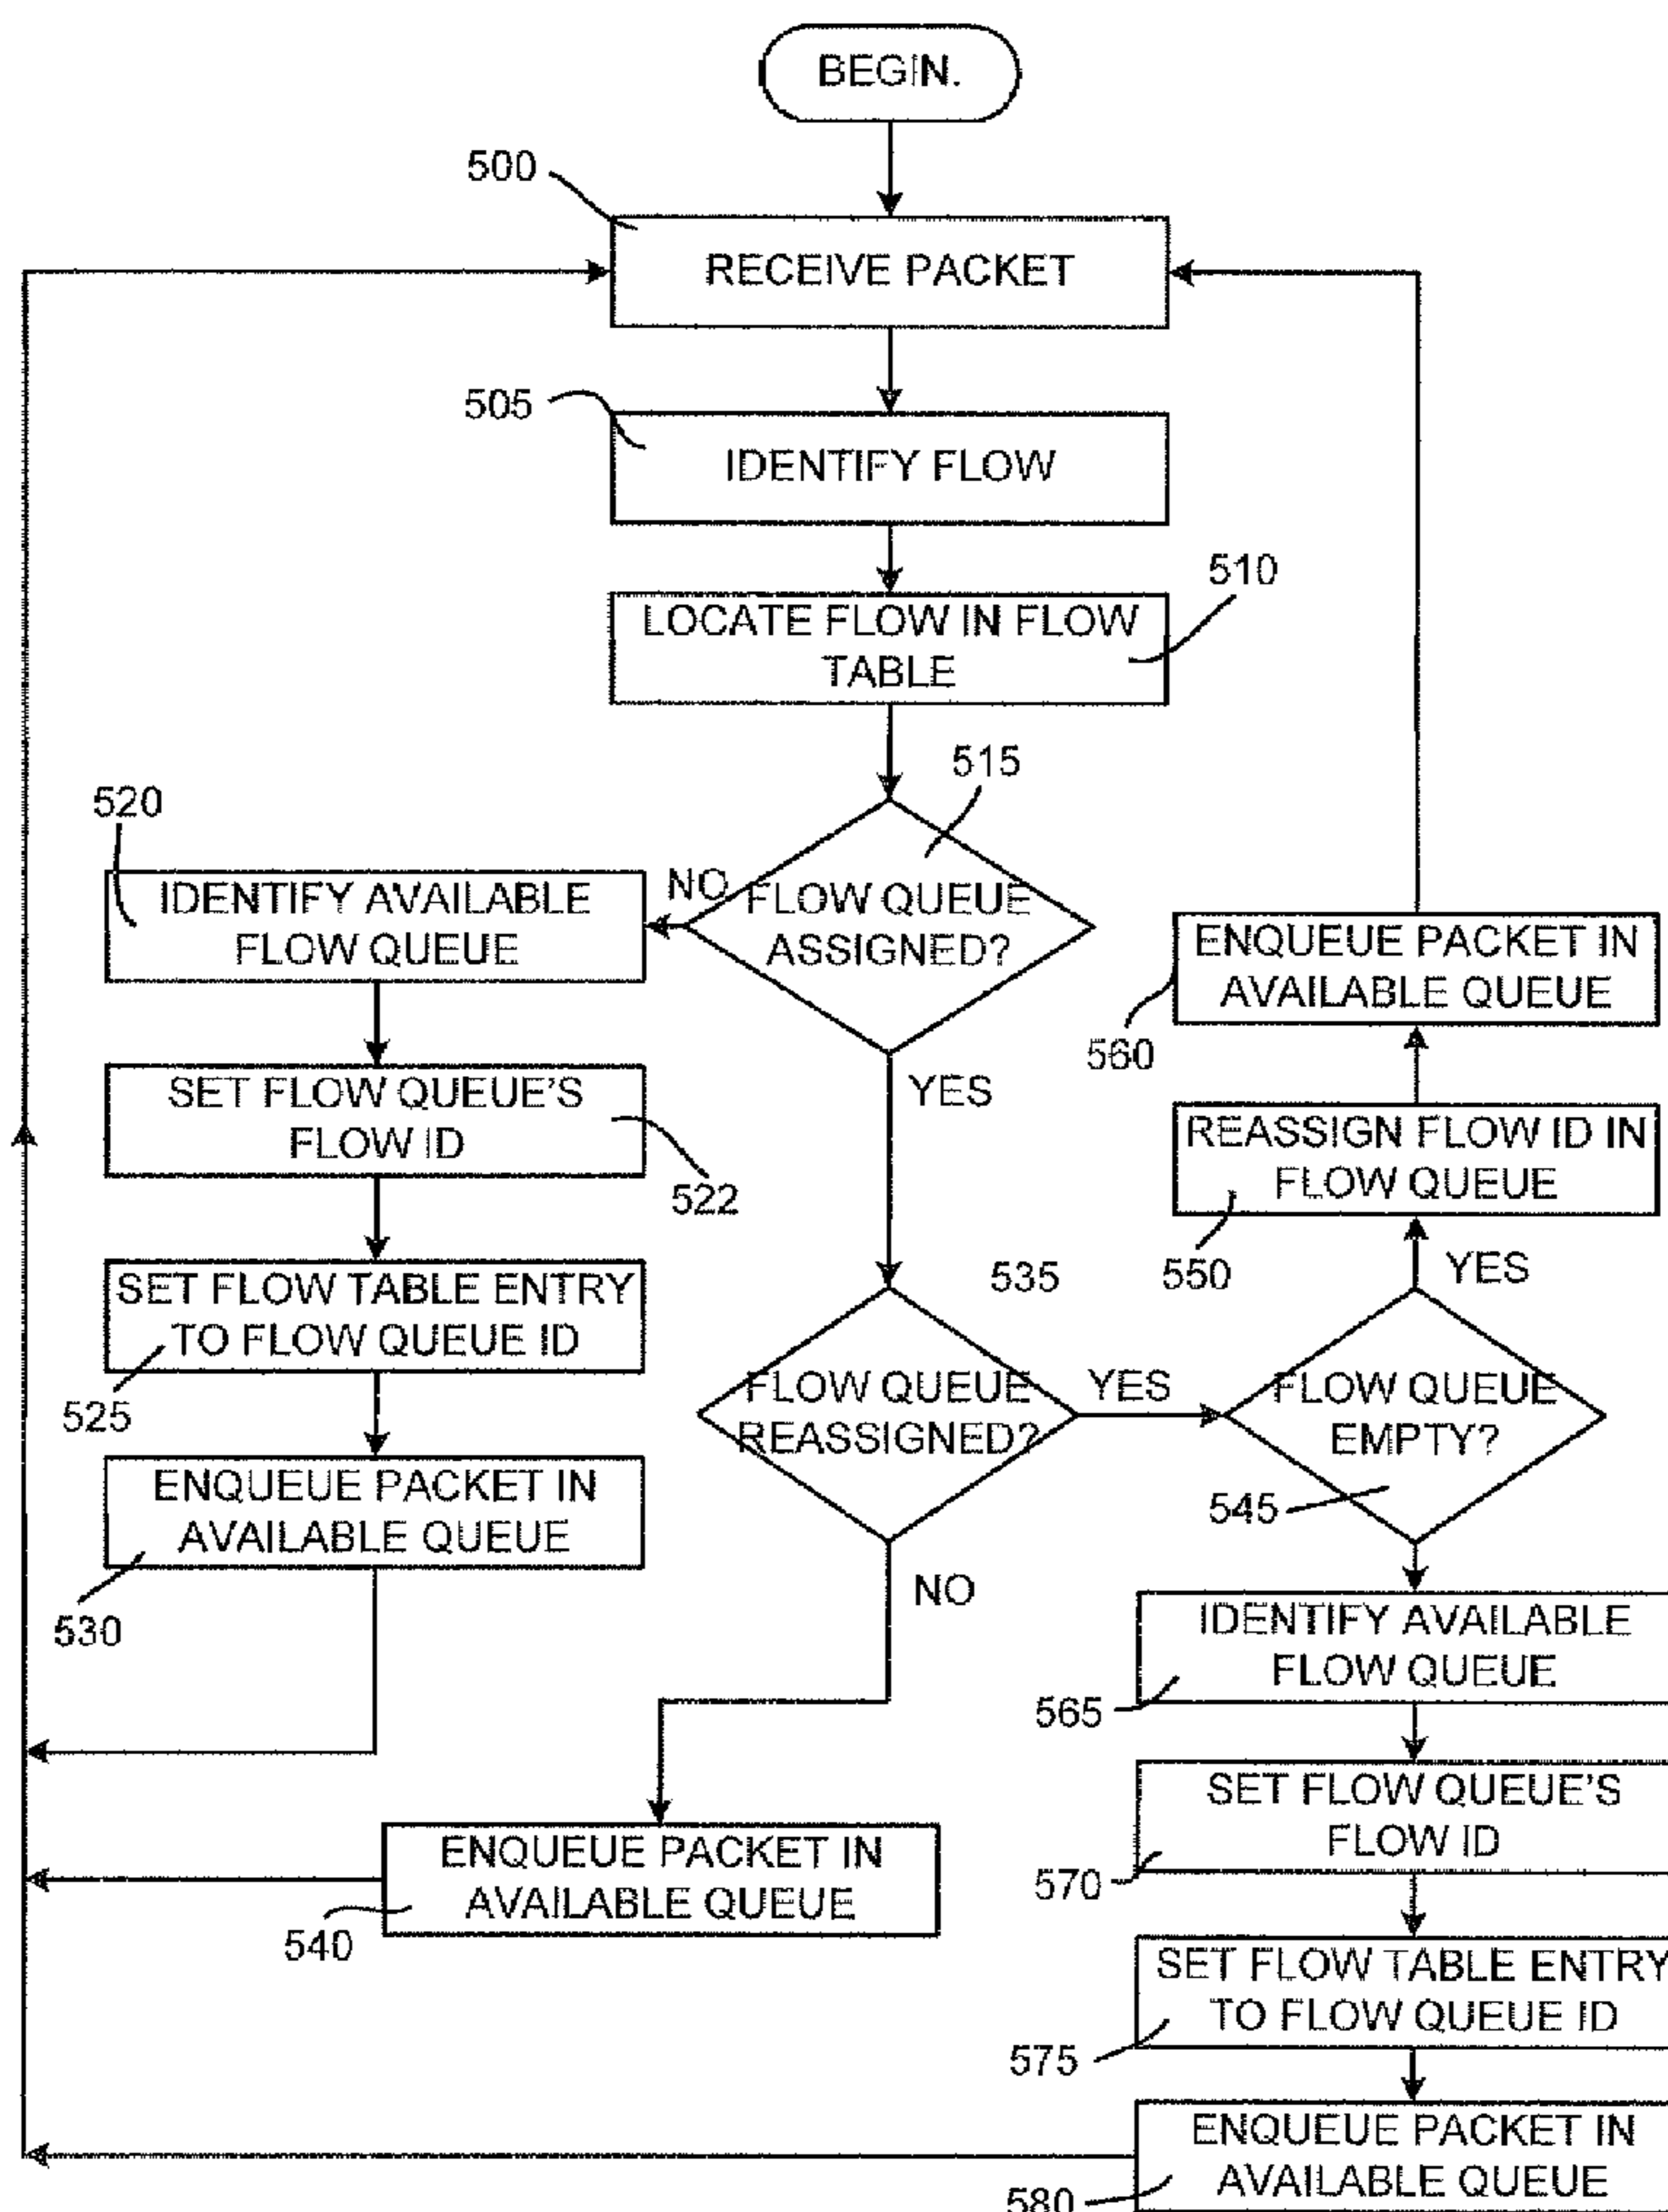 BEGIN.
500
RECEIVE PACKET
505
IDENTIFY FLOW
510
LOCATE FLOW IN FLOW
TABLE
515
FLOW QUEUE
ASSIGNED?
NO
520
IDENTIFY AVAILABLE
FLOW QUEUE
SET FLOW QUEUE'S
FLOW ID
522
SET FLOW TABLE ENTRY
TO FLOW QUEUE ID
525
ENQUEUE PACKET IN
AVAILABLE QUEUE
530
YES
535
FLOW QUEUE
REASSIGNED?
NO
ENQUEUE PACKET IN
AVAILABLE QUEUE
540
YES
FLOW QUEUE
EMPTY?
545
YES
REASSIGN FLOW ID IN
FLOW QUEUE
550
ENQUEUE PACKET IN
AVAILABLE QUEUE
560
IDENTIFY AVAILABLE
FLOW QUEUE
565
SET FLOW QUEUE'S
FLOW ID
570
SET FLOW TABLE ENTRY
TO FLOW QUEUE ID
575
ENQUEUE PACKET IN
AVAILABLE QUEUE
580